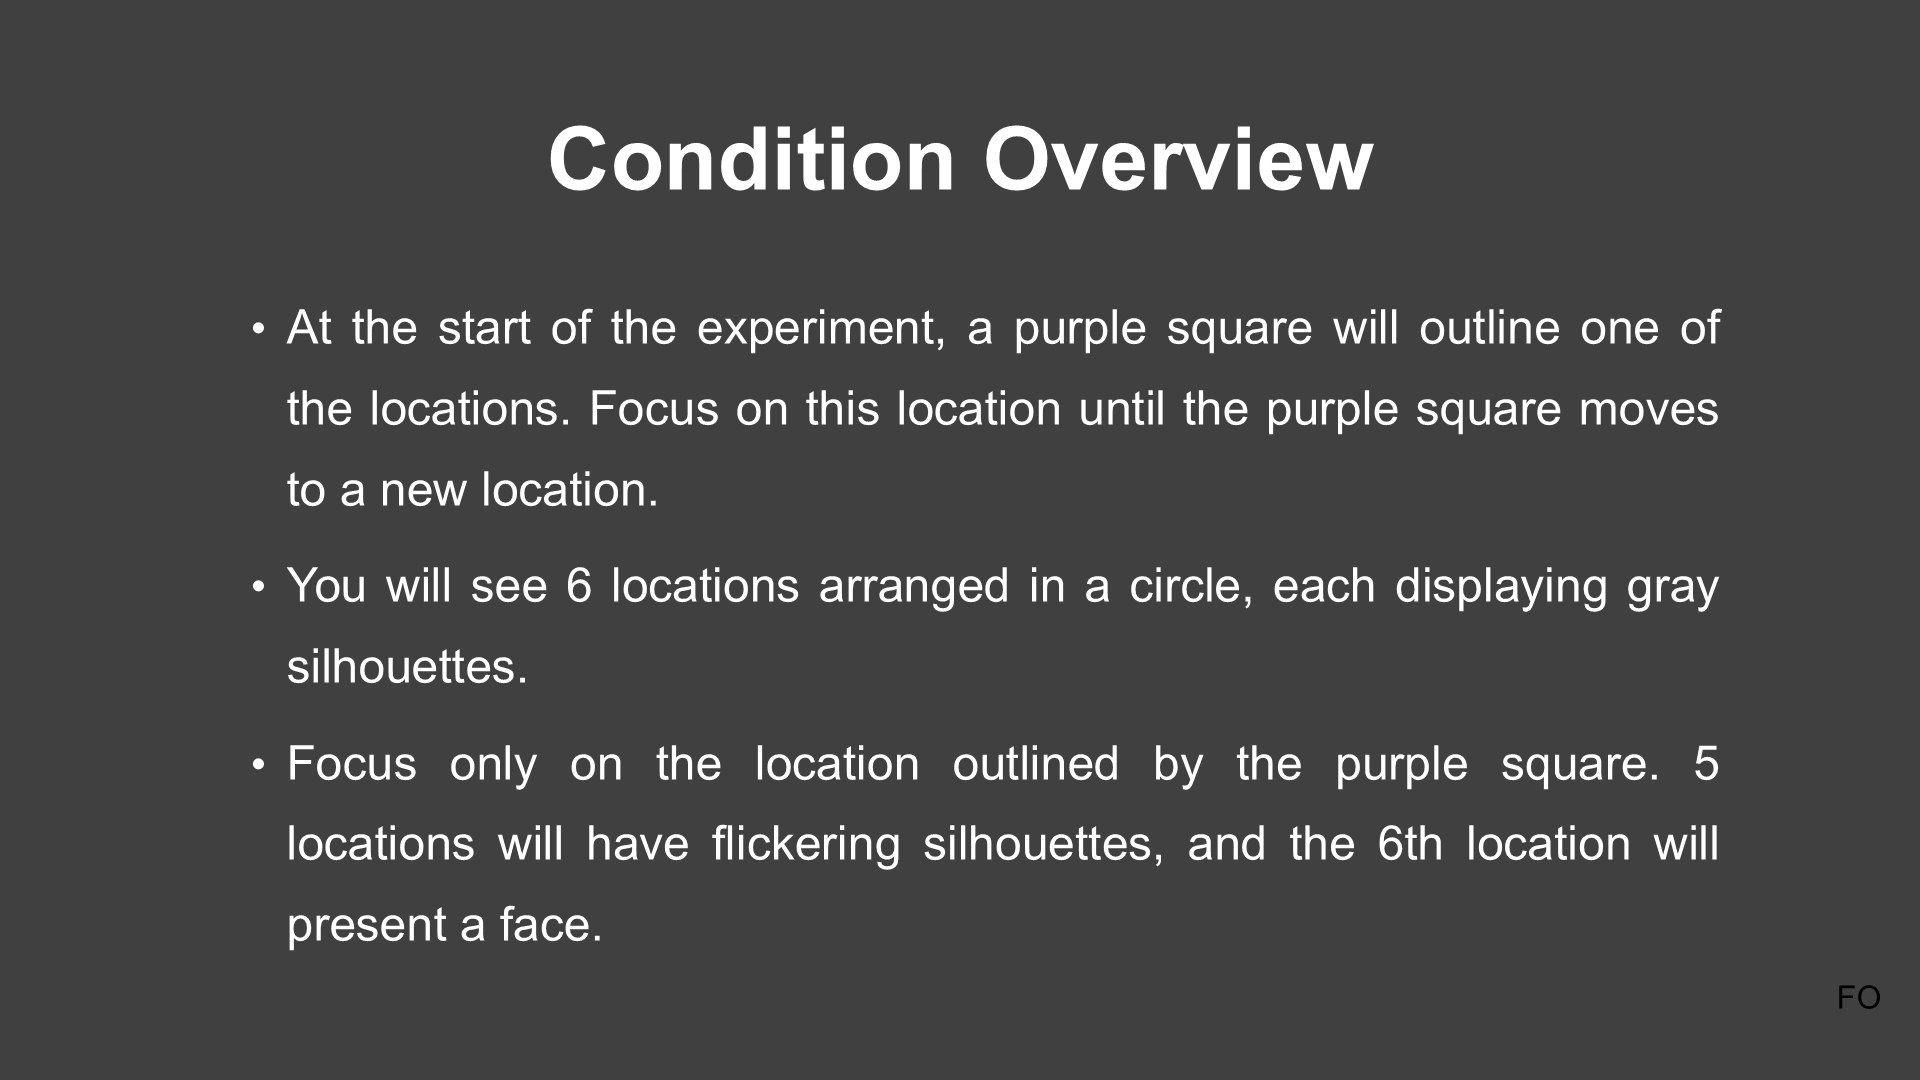 Condition Overview
• At the start of the experiment, a purple square will outline one of
the locations. Focus on this location until the purple square moves
to a new location.
• You will see 6 locations arranged in a circle, each displaying gray
silhouettes.
• Focus only on the location outlined by the purple square. 5
locations will have flickering silhouettes, and the 6th location will
present a face.
FO